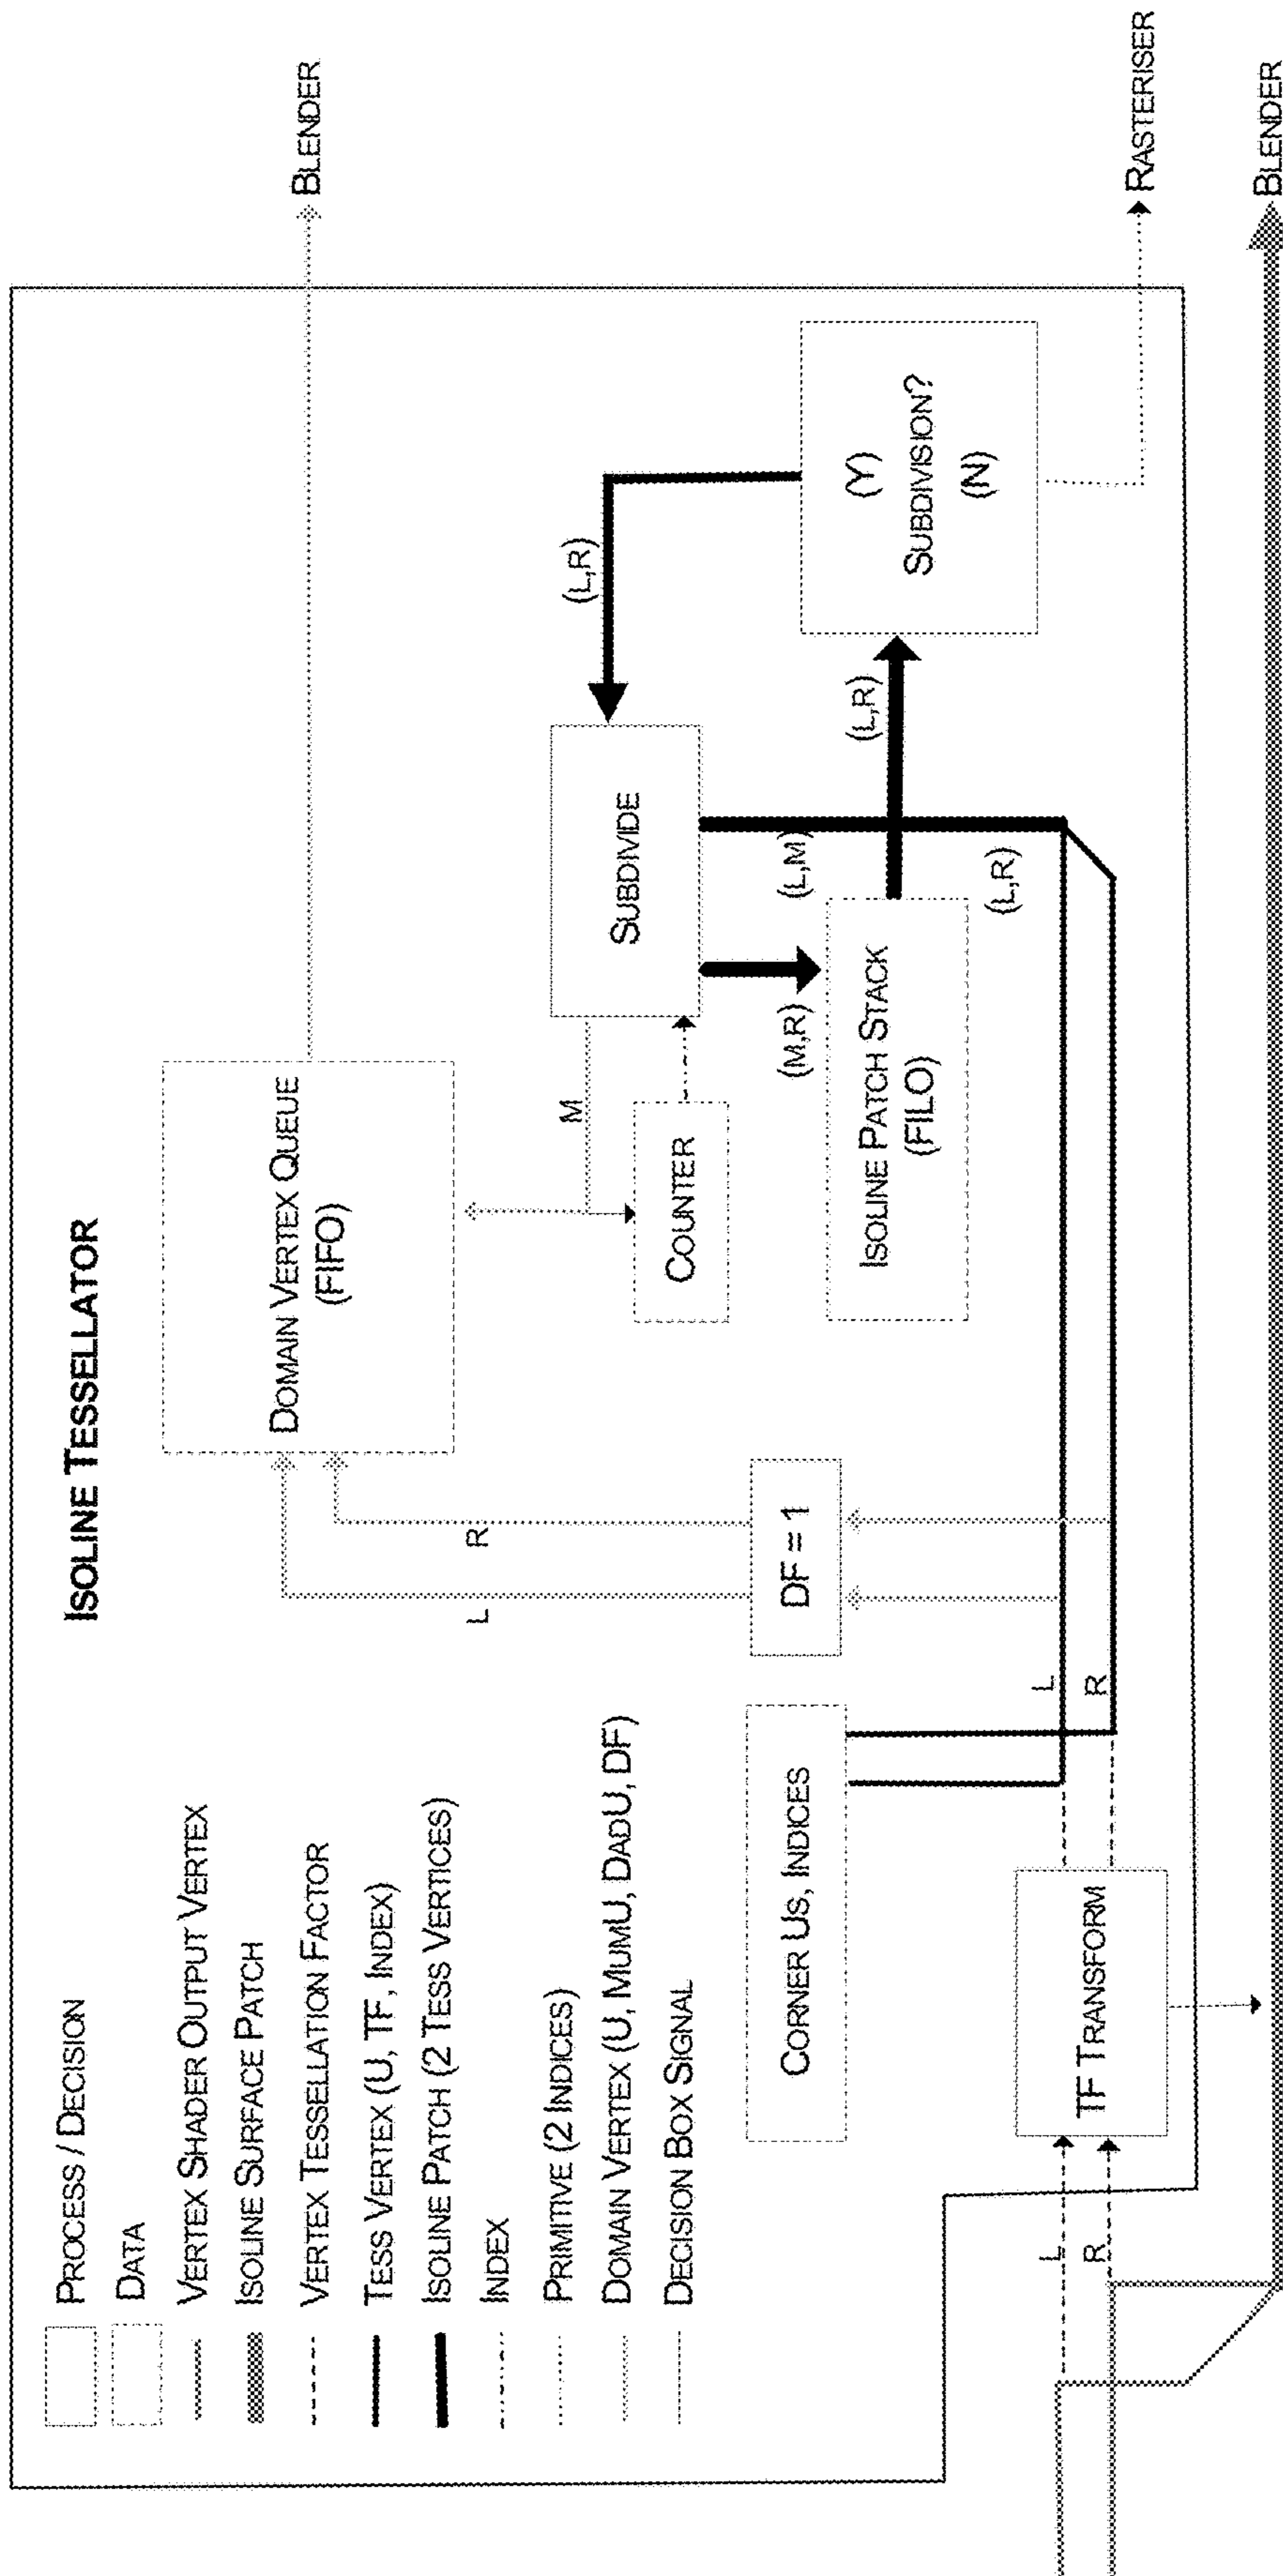 ISOLINE TESSELLATOR
PROCESS / DECISION
DATA
VERTEX SHADER OUTPUT VERTEX
ISOLINE SURFACE PATCH
VERTEX TESSELLATION FACTOR
TESS VERTEX (U, TF, INDEX)
ISOLINE PATCH (2 TESS VERTICES)
INDEX
PRIMITIVE (2 INDICES)
DOMAIN VERTEX (U, MUMU, DADU, DF)
DECISION BOX SIGNAL
DOMAIN VERTEX QUEUE
(FIFO)
BLENDER
L
R
M
DF = 1
COUNTER
SUBDIVIDE
(L,R)
(M,R)
(L,M)
ISOLINE PATCH STACK
(FILO)
(L,R)
(L,R)
(Y)
SUBDIVISION?
(N)
CORNER US, INDICES
L
R
TF TRANSFORM
L
R
RASTERISER
BLENDER